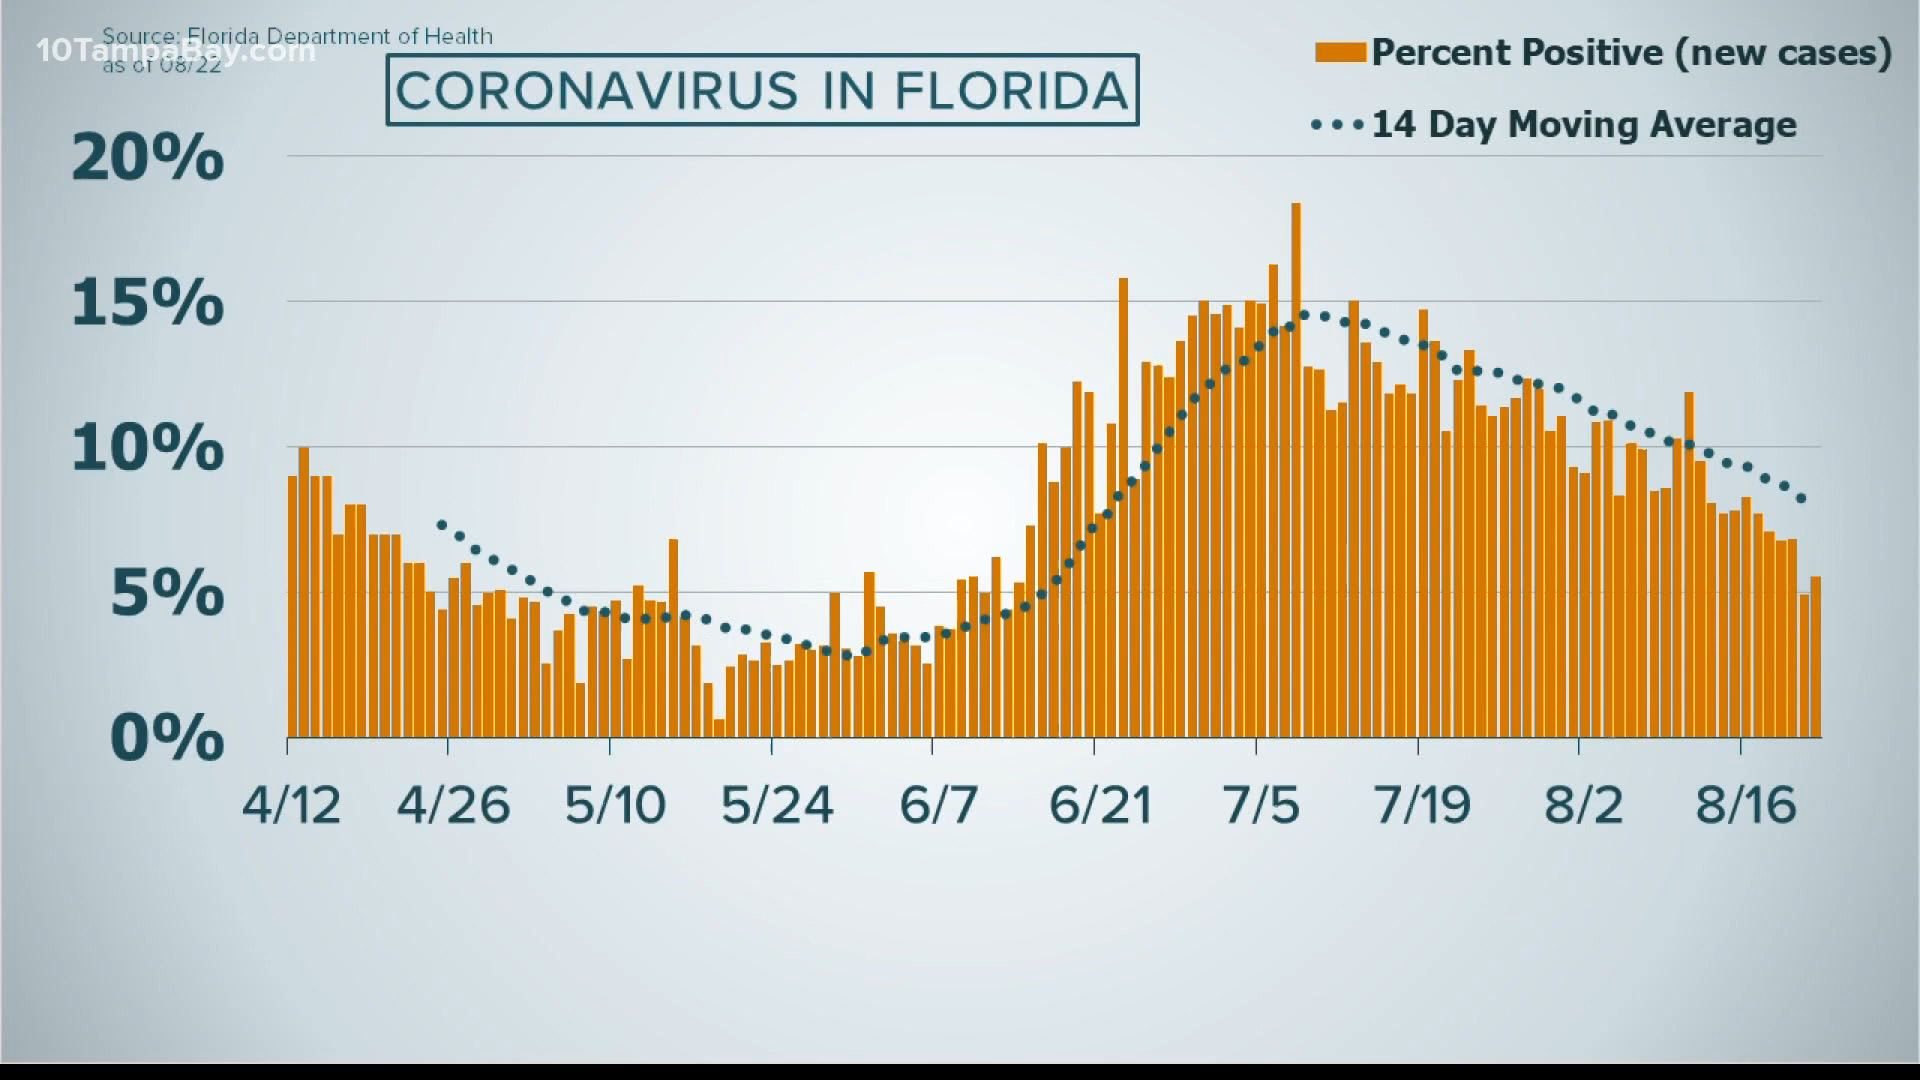 Source: Florida Department of Health
10TampaBay.com
as of 08/22
CORONAVIRUS IN FLORIDA
Percent Positive (new cases)
14 Day Moving Average
20%
15%
10%
5%
0%
4/12 4/26 5/10 5/24 6/7 6/21 7/5 7/19 8/2 8/16